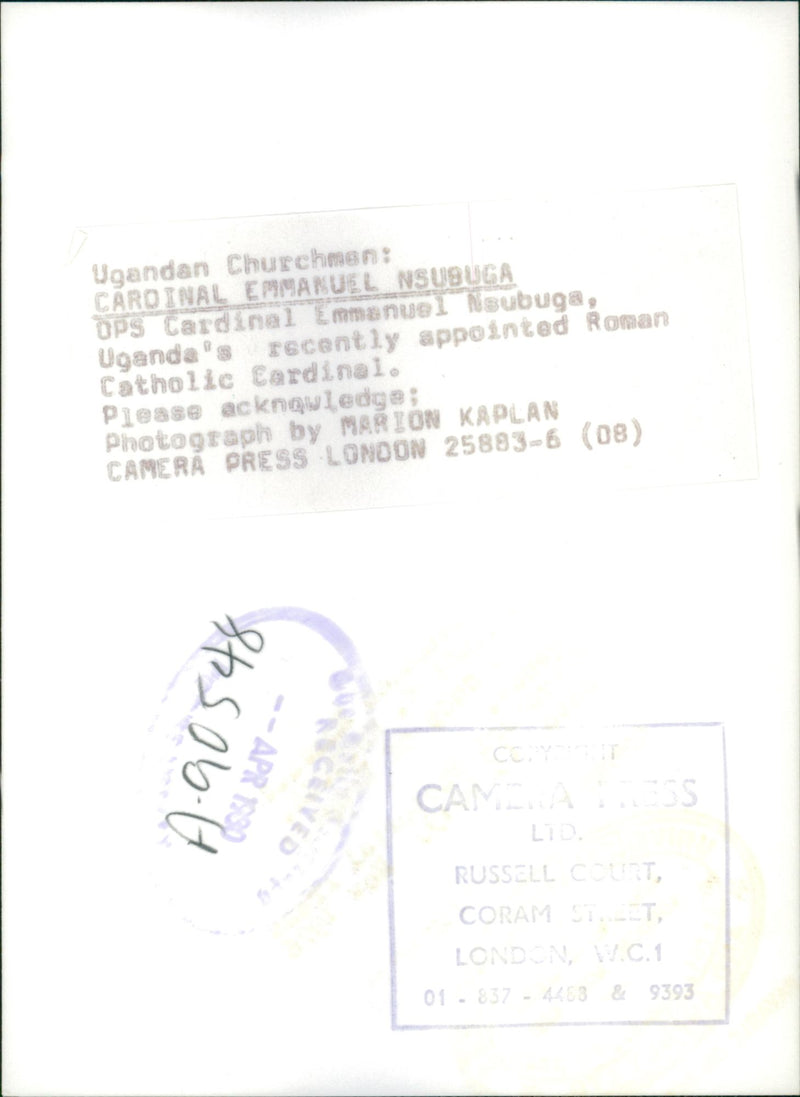 Ugandan Churchmen:
CARDINAL EMMANUEL NSUBUGA
OPS Cardinal Emmanuel Nsubuga,
Uganda's recently appointed Roman
Catholic Cardinal.
Please acknowledge;
Photograph by MARION KAPLAN
CAMERA PRESS LONDON 25883-6 (08)
A-90548
RECEIVED
-- APR 1980
COPYRIGHT
CAMERA PRESS
LTD.
RUSSELL COURT,
CORAM STREET,
LONDON, W.C.1
01 - 837 - 4488 & 9393